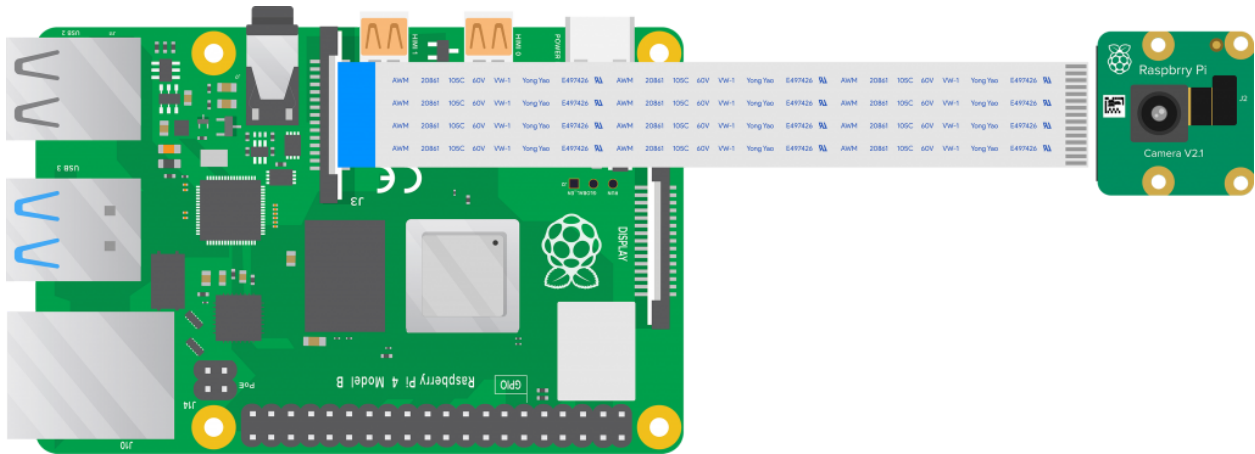 USB 2
J9
HDMI 1
HDMI 0
POWER
AWM 20861 105C 60V VW-1 Yong Yao E497426 AWM 20861 105C 60V VW-1 Yong Yao E497426 AWM 20861 105C 60V VW-1 Yong Yao E497426
AWM 20861 105C 60V VW-1 Yong Yao E497426 AWM 20861 105C 60V VW-1 Yong Yao E497426 AWM 20861 105C 60V VW-1 Yong Yao E497426
AWM 20861 105C 60V VW-1 Yong Yao E497426 AWM 20861 105C 60V VW-1 Yong Yao E497426 AWM 20861 105C 60V VW-1 Yong Yao E497426
AWM 20861 105C 60V VW-1 Yong Yao E497426 AWM 20861 105C 60V VW-1 Yong Yao E497426 AWM 20861 105C 60V VW-1 Yong Yao E497426
Raspbrry Pi
J2
Camera V2.1
USB 3
CE
J3
J2
GLOBAL_EN
RUN
DISPLAY
Raspberry Pi 4 Model B
GPIO
PoE
J14
J10